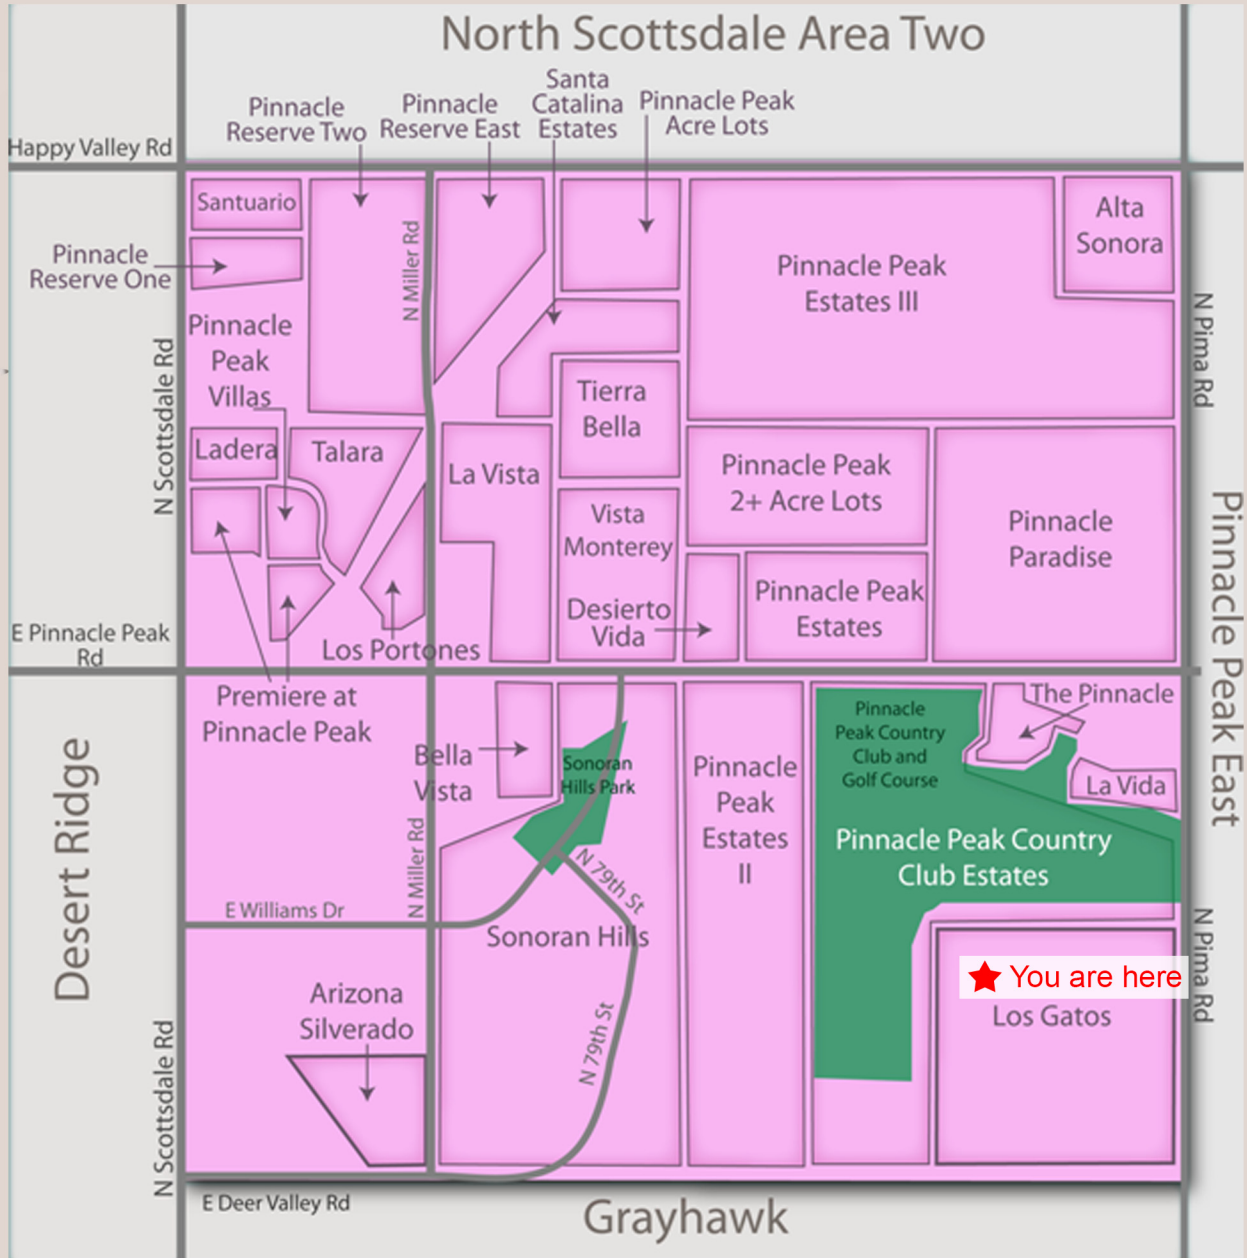 North Scottsdale Area Two
Santa
Catalina
Estates
Pinnacle
Reserve Two
Pinnacle
Reserve East
Pinnacle Peak
Acre Lots
Happy Valley Rd
Santuario
Alta
Sonora
Pinnacle
Reserve One
N Miller Rd
Pinnacle Peak
Estates III
N Pima Rd
Pinnacle
Peak
Villas
N Scottsdale Rd
Tierra
Bella
Ladera
Talara
La Vista
Pinnacle Peak
2+ Acre Lots
Vista
Monterey
Pinnacle
Paradise
Pinnacle Peak East
Desierto
Vida
Pinnacle Peak
Estates
E Pinnacle Peak
Rd
Los Portones
Premiere at
Pinnacle Peak
The Pinnacle
Pinnacle
Peak Country
Club and
Golf Course
Bella
Vista
Sonoran
Hills Park
Pinnacle
Peak
Estates
II
La Vida
Desert Ridge
Pinnacle Peak Country
Club Estates
N Miller Rd
N 79th St
E Williams Dr
Sonoran Hills
N Pima Rd
You are here
Arizona
Silverado
Los Gatos
N 79th St
N Scottsdale Rd
E Deer Valley Rd
Grayhawk